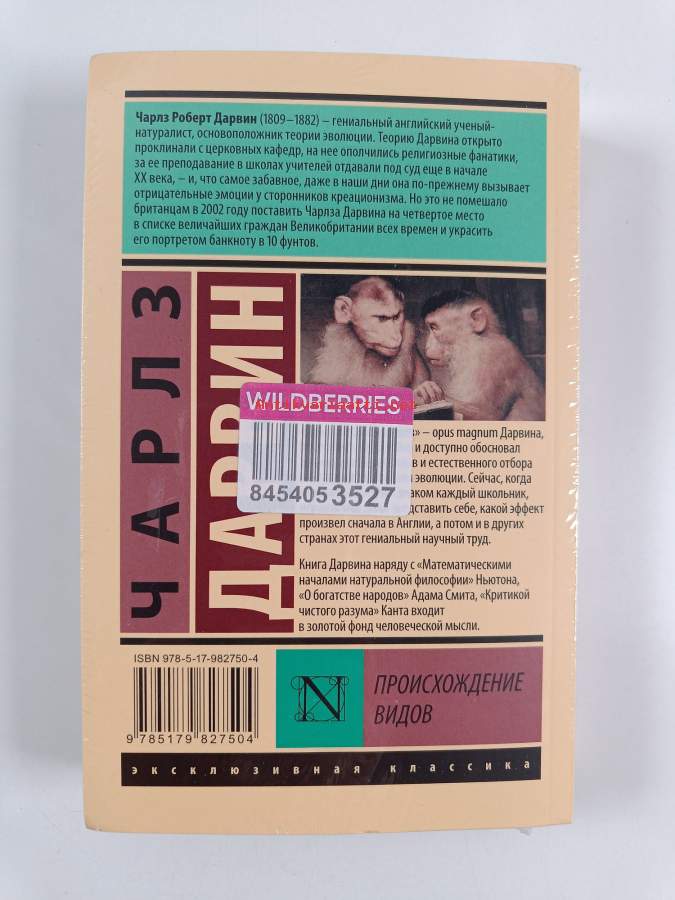 Чарлз Роберт Дарвин (1809–1882) – гениальный английский ученый-
натуралист, основоположник теории эволюции. Теорию Дарвина открыто
проклинали с церковных кафедр, на нее ополчились религиозные фанатики,
за ее преподавание в школах учителей отдавали под суд еще в начале
XX века, – и, что самое забавное, даже в наши дни она по-прежнему вызывает
отрицательные эмоции у сторонников креационизма. Но это не помешало
британцам в 2002 году поставить Чарлза Дарвина на четвертое место
в списке величайших граждан Великобритании всех времен и украсить
его портретом банкноту в 10 фунтов.
ЧАРЛЗ
ДАРВИН
WILDBERRIES
84540533527
» – opus magnum Дарвина,
и доступно обосновал
в и естественного отбора
эволюции. Сейчас, когда
каждый школьник,
себе, какой эффект
произвел сначала в Англии, а потом и в других
странах этот гениальный научный труд.
Книга Дарвина наряду с «Математическими
началами натуральной философии» Ньютона,
«О богатстве народов» Адама Смита, «Критикой
чистого разума» Канта входит
в золотой фонд человеческой мысли.
ISBN 978-5-17-982750-4
9 785179 827504
N
ПРОИСХОЖДЕНИЕ
ВИДОВ
эксклюзивная классика